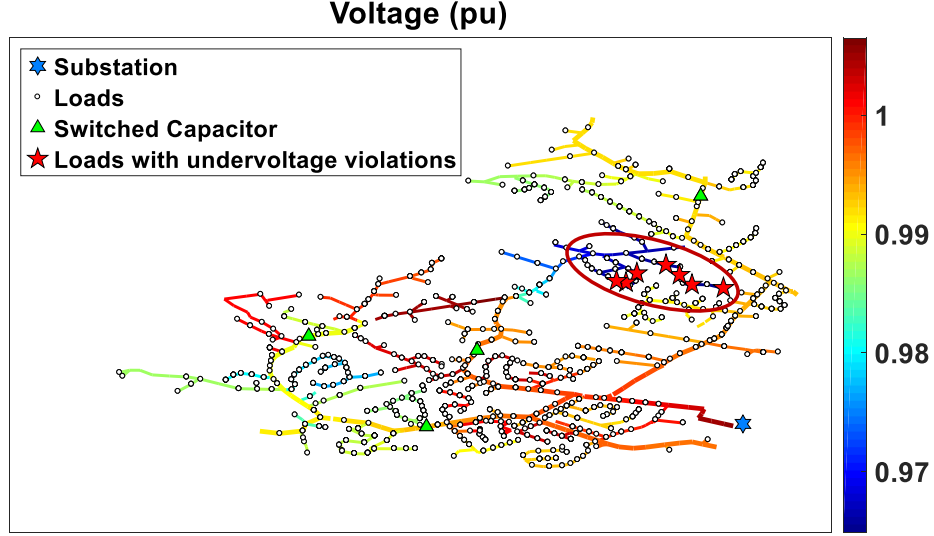 Voltage (pu)
Substation
Loads
Switched Capacitor
Loads with undervoltage violations
1
0.99
0.98
0.97